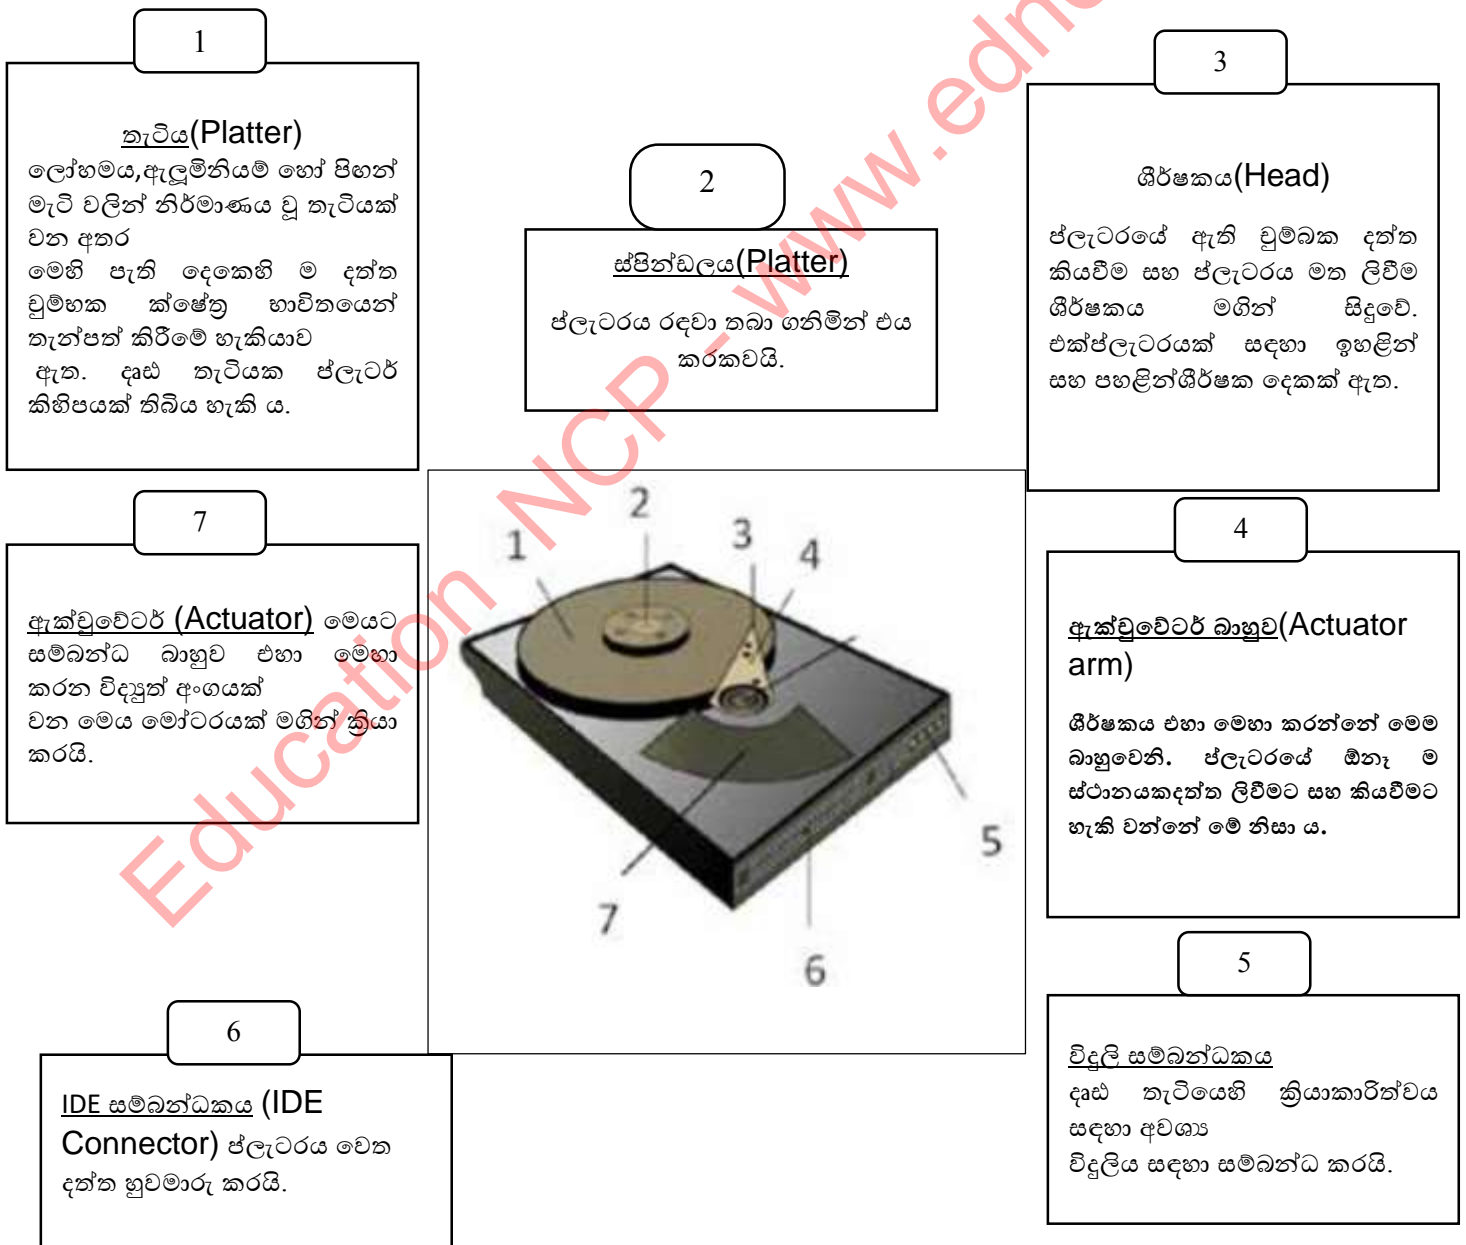 1
තැටිය(Platter)
ලෝහමය,ඇලූමිනියම් හෝ පිඟන්
මැටි වලින් නිර්මාණය වූ තැටියක්
වන අතර
මෙහි පැති දෙකෙහි ම දත්ත
චුම්භක ක්ෂේත්‍ර භාවිතයෙන්
තැන්පත් කිරීමේ හැකියාව
ඇත. දෘඪ තැටියක ප්ලැටර්
කිහිපයක් තිබිය හැකි ය.
2
ස්පින්ඩලය(Platter)
ප්ලැටරය රඳවා තබා ගනිමින් එය
කරකවයි.
3
ශීර්ෂකය(Head)
ප්ලැටරයේ ඇති චුම්බක දත්ත
කියවීම සහ ප්ලැටරය මත ලිවීම
ශීර්ෂකය මගින් සිදුවේ.
එක්ප්ලැටරයක් සඳහා ඉහළින්
සහ පහළින්ශීර්ෂක දෙකක් ඇත.
7
ඇක්චුවේටර් (Actuator) මෙයට
සම්බන්ධ බාහුව එහා මෙහා
කරන විද්‍යුත් අංගයක්
වන මෙය මෝටරයක් මගින් ක්‍රියා
කරයි.
1
2
3
4
5
6
7
4
ඇක්චුවේටර් බාහුව(Actuator
arm)
ශීර්ෂකය එහා මෙහා කරන්නේ මෙම
බාහුවෙනි. ප්ලැටරයේ ඕනෑ ම
ස්ථානයකදත්ත ලිවීමට සහ කියවීමට
හැකි වන්නේ මේ නිසා ය.
5
විදුලි සම්බන්ධකය
දෘඪ තැටියෙහි ක්‍රියාකාරිත්වය
සඳහා අවශ්‍ය
විදුලිය සඳහා සම්බන්ධ කරයි.
6
IDE සම්බන්ධකය (IDE
Connector) ප්ලැටරය වෙත
දත්ත හුවමාරු කරයි.
Education NCP - www.edn